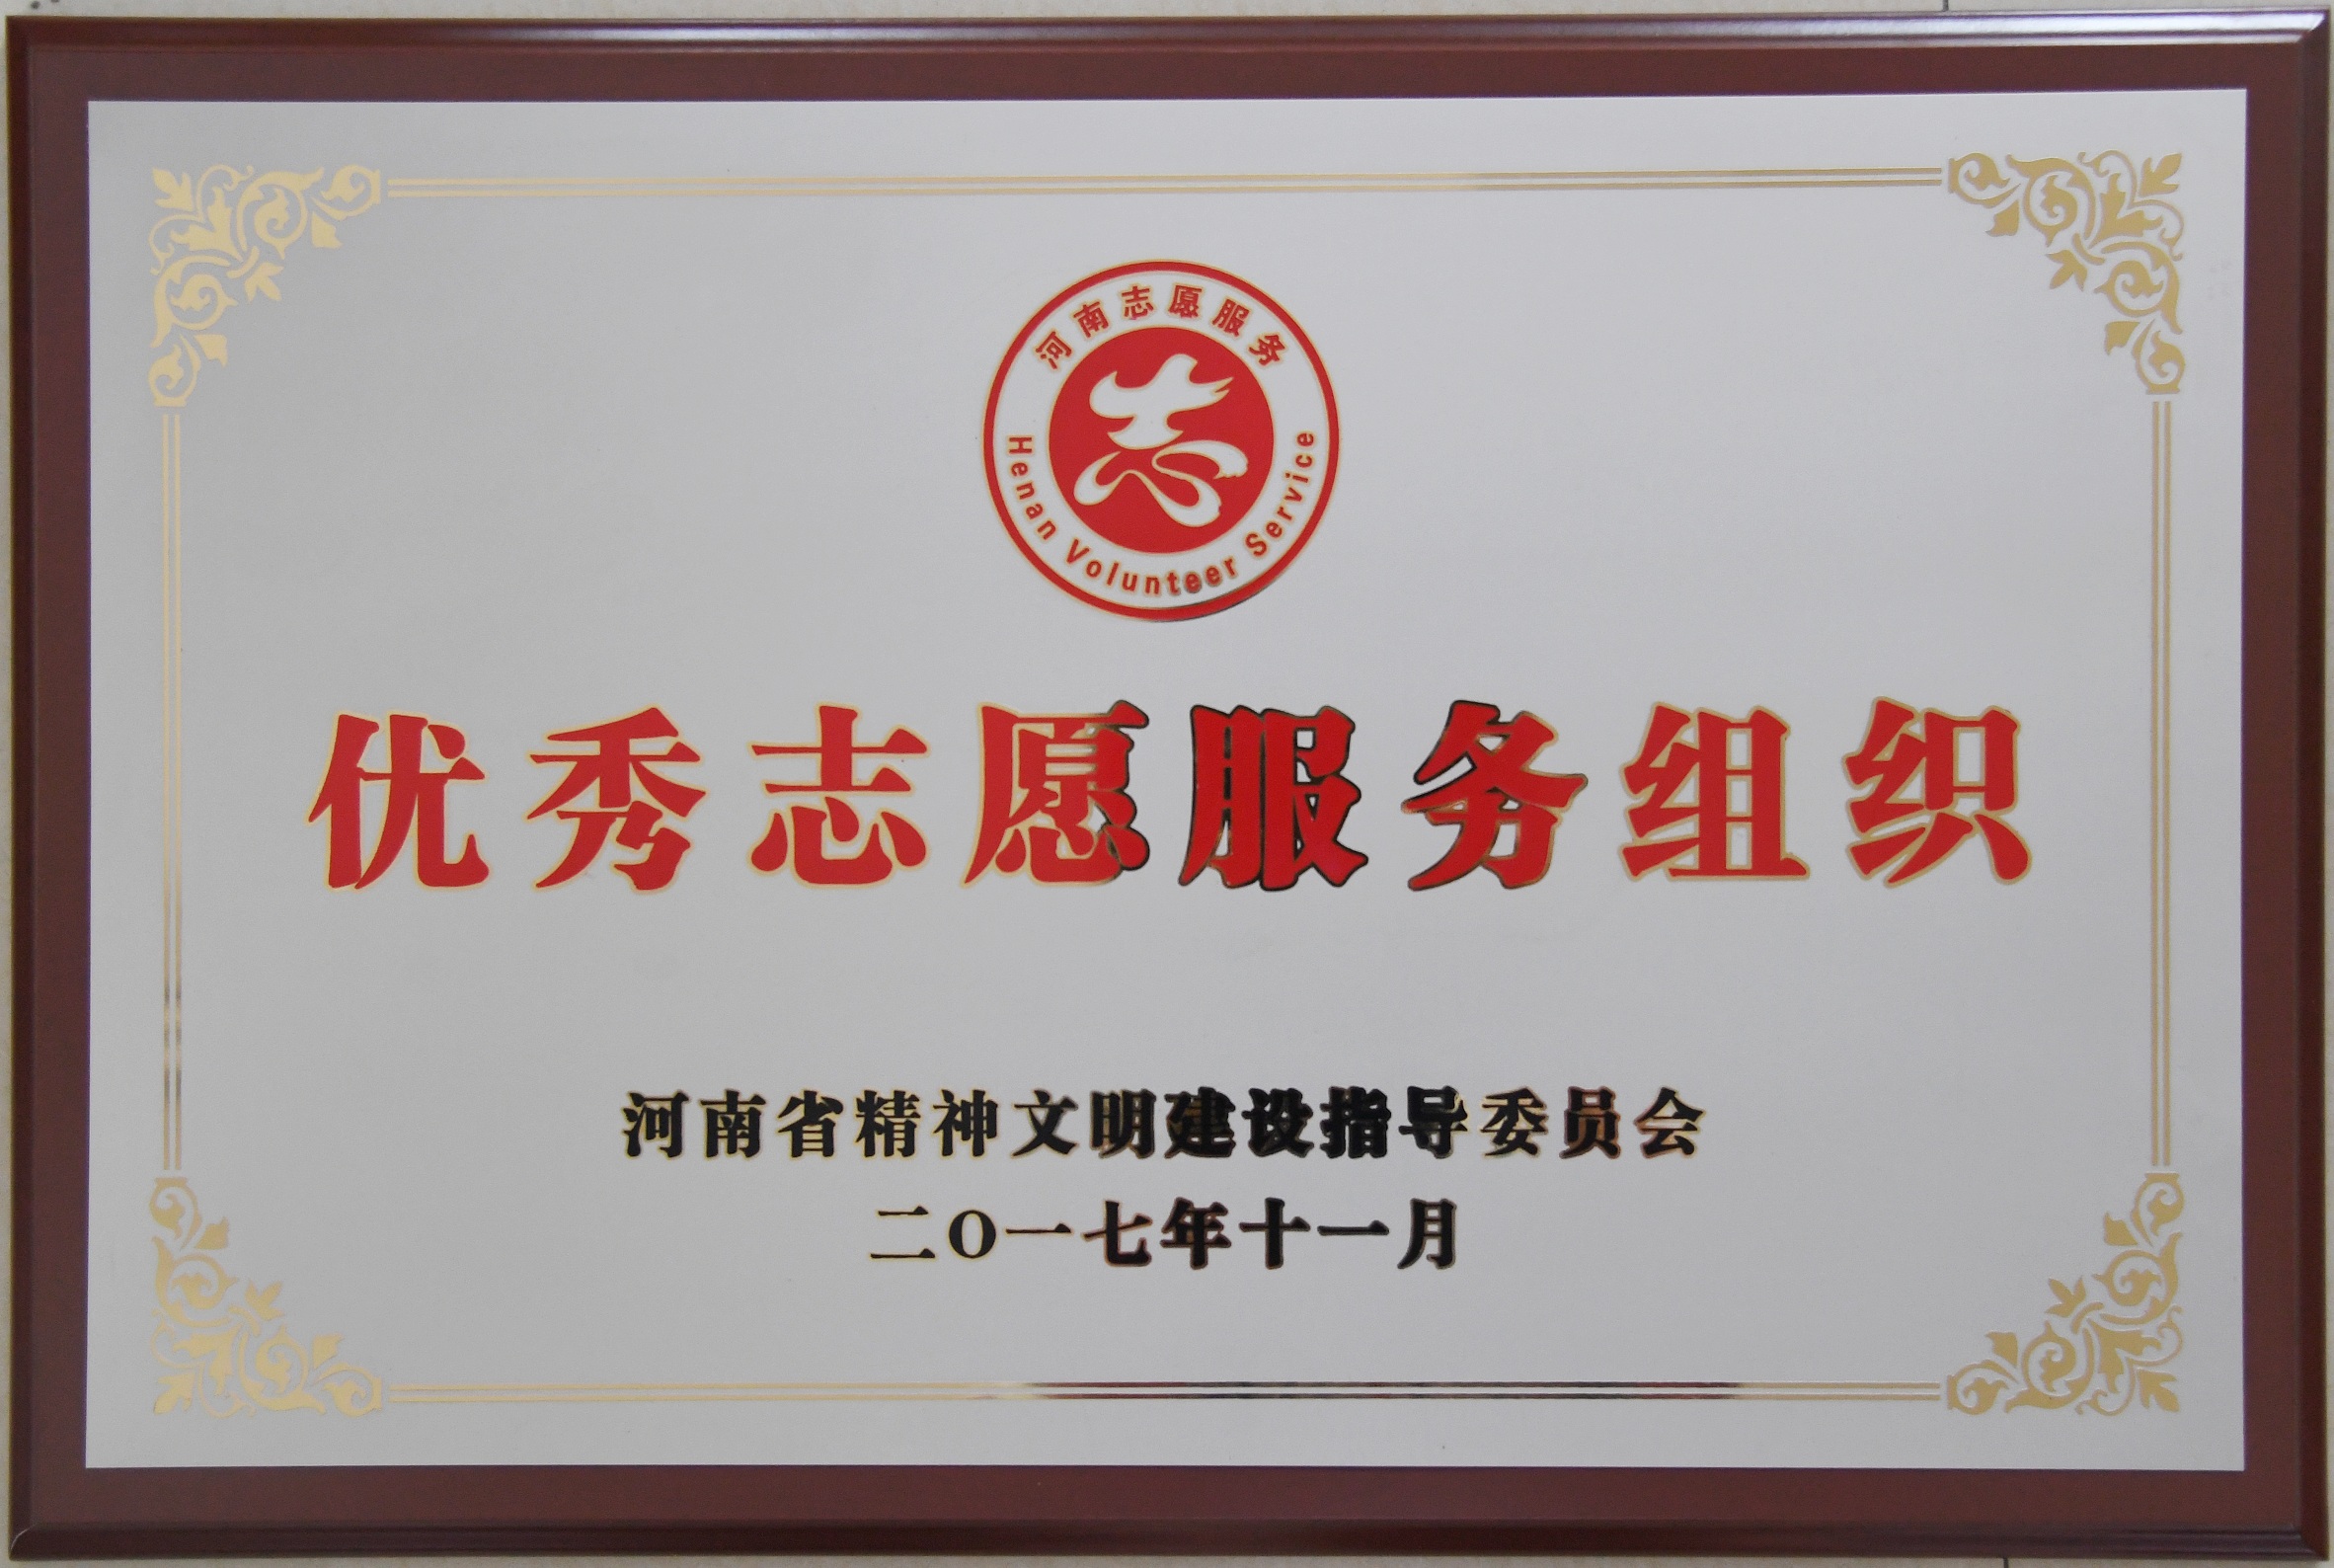 河南志愿服务
Henan Volunteer Service
优秀志愿服务组织
河南省精神文明建设指导委员会
二O一七年十一月